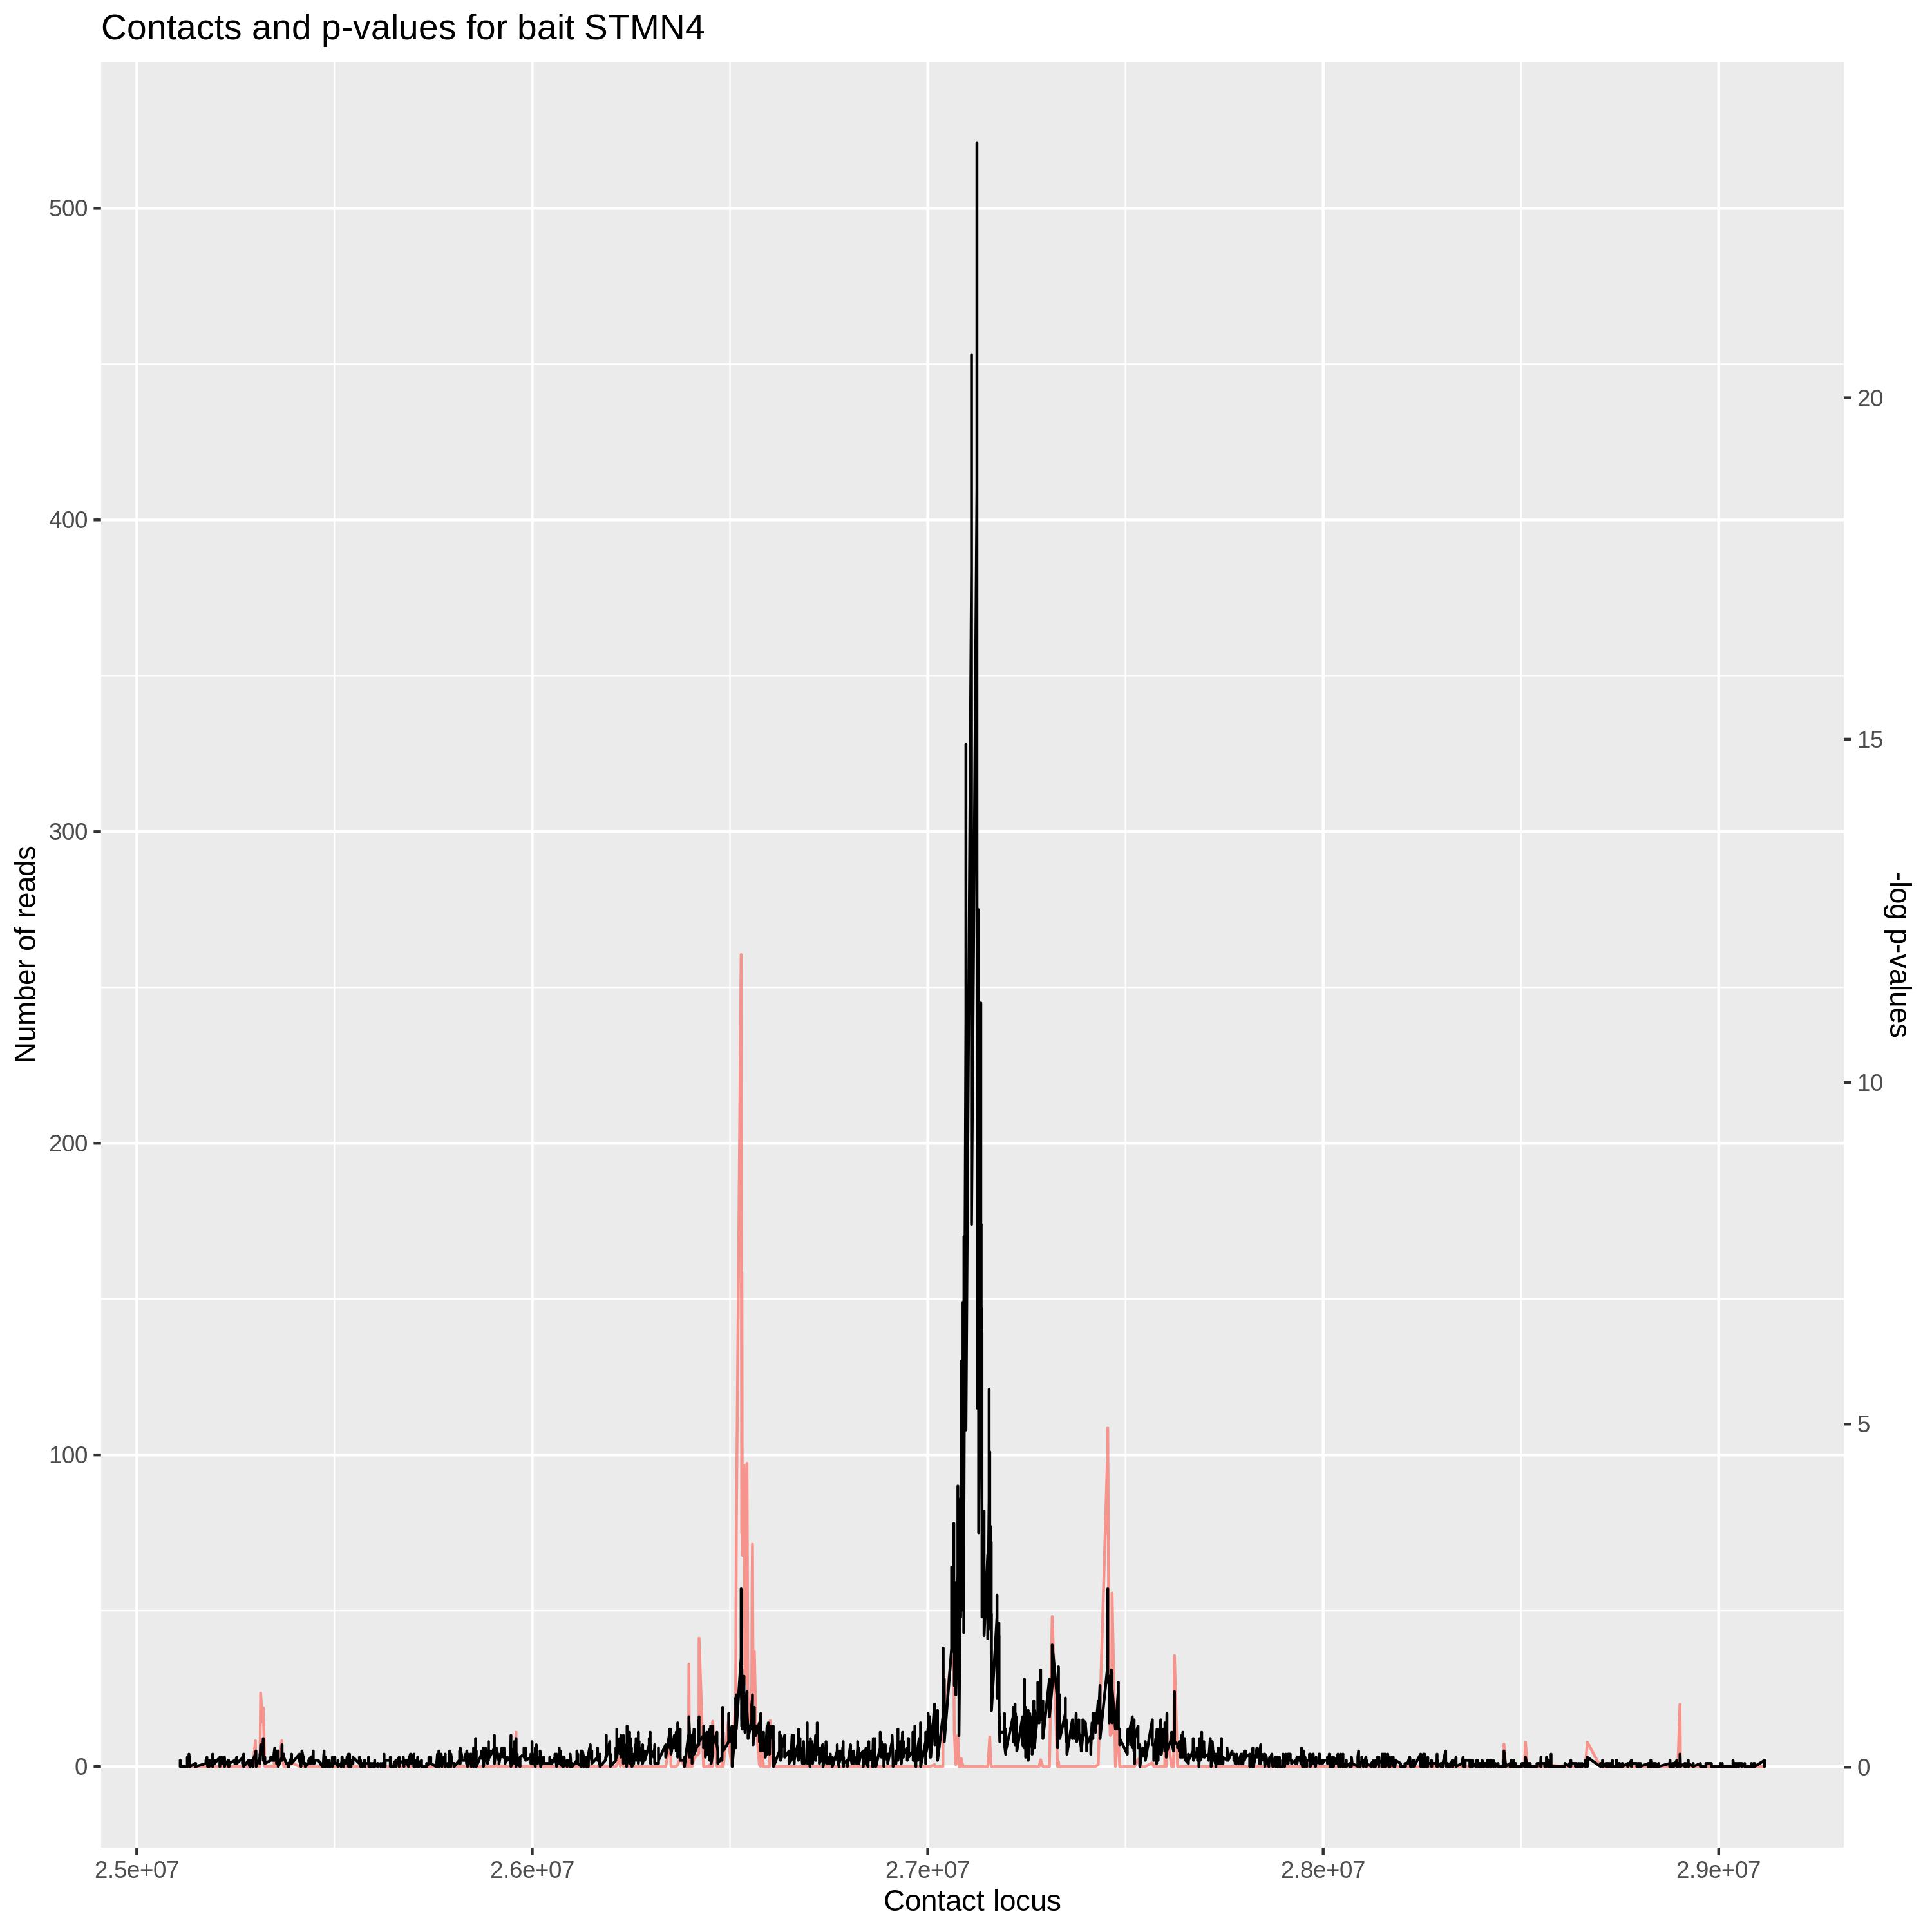 Contacts and p-values for bait STMN4
Number of reads
500
400
300
200
100
0
20
15
10
5
0
-log p-values
2.5e+07
2.6e+07
2.7e+07
2.8e+07
2.9e+07
Contact locus